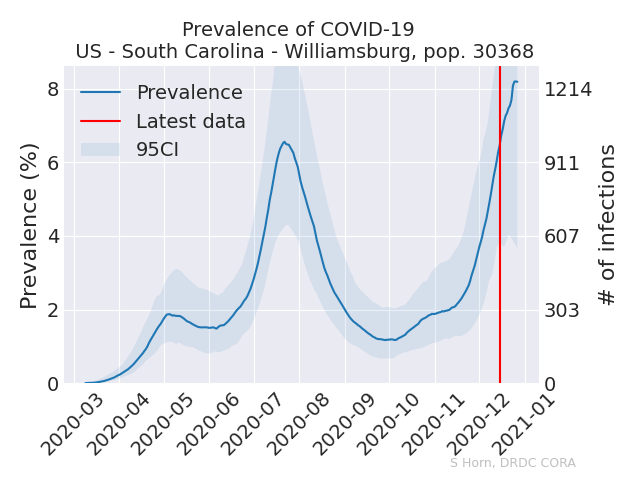 Prevalence of COVID-19
US - South Carolina - Williamsburg, pop. 30368
Prevalence (%)
8
6
4
2
0
Prevalence
Latest data
95CI
1214
911
607
303
0
# of infections
2020-03
2020-04
2020-05
2020-06
2020-07
2020-08
2020-09
2020-10
2020-11
2020-12
2021-01
S Horn, DRDC CORA